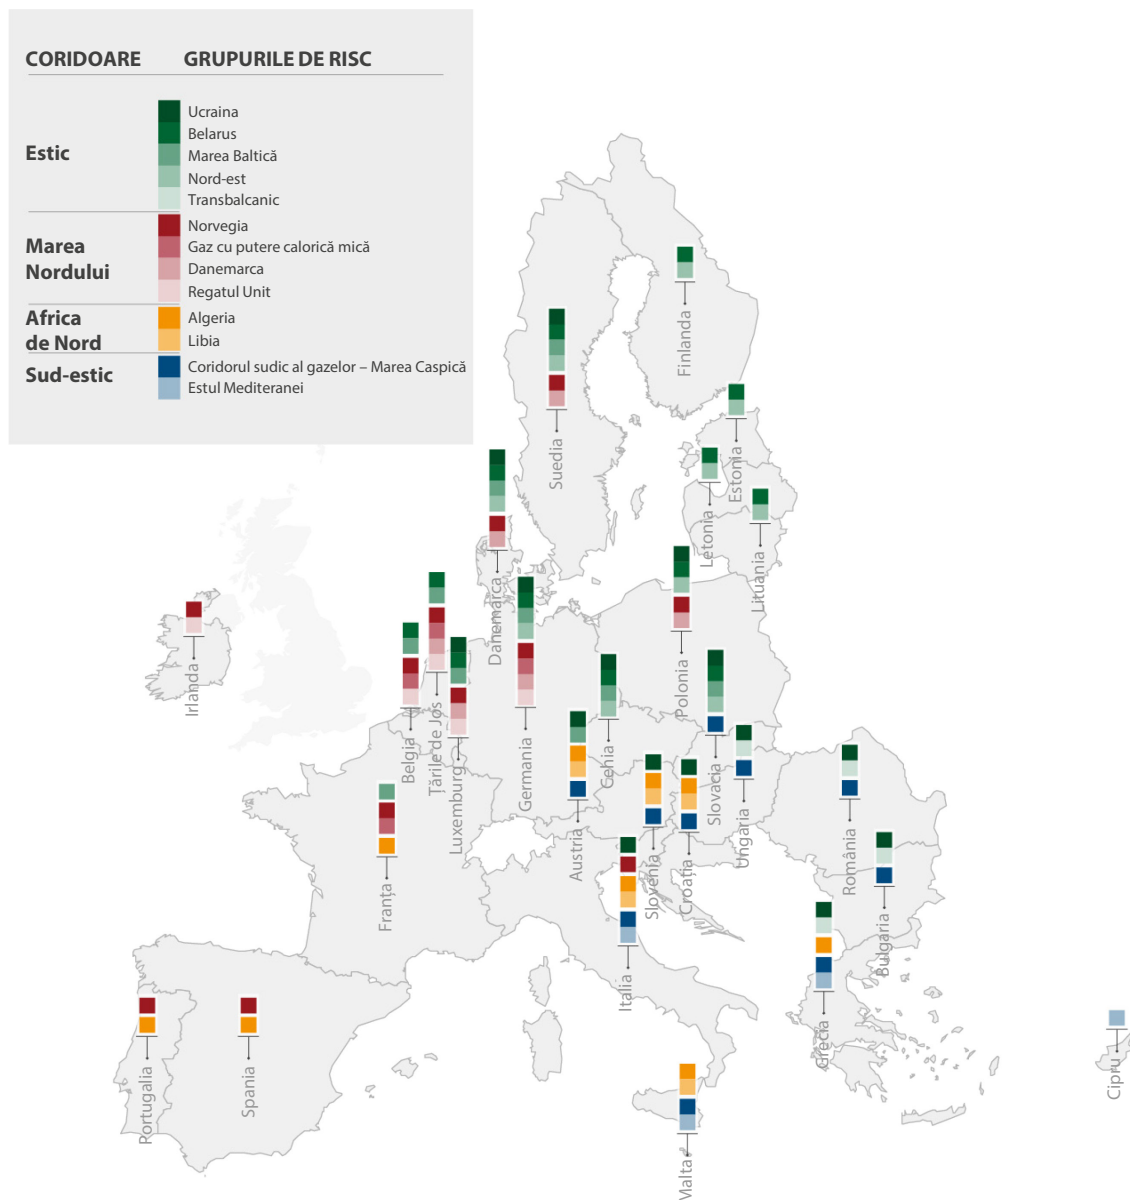 CORIDOARE GRUPURILE DE RISC
Estic
Ucraina
Belarus
Marea Baltică
Nord-est
Transbalcanic
Marea
Nordului
Norvegia
Gaz cu putere calorică mică
Danemarca
Regatul Unit
Africa
de Nord
Algeria
Libia
Sud-estic
Coridorul sudic al gazelor – Marea Caspică
Estul Mediteranei
Finlanda
Suedia
Estonia
Letonia
Lituania
Danemarca
Irlanda
Polonia
Belgia
Țările de Jos
Luxemburg
Germania
Cehia
Slovacia
Austria
Ungaria
Slovenia
Croația
România
Franța
Italia
Bulgaria
Grecia
Portugalia
Spania
Cipru
Malta